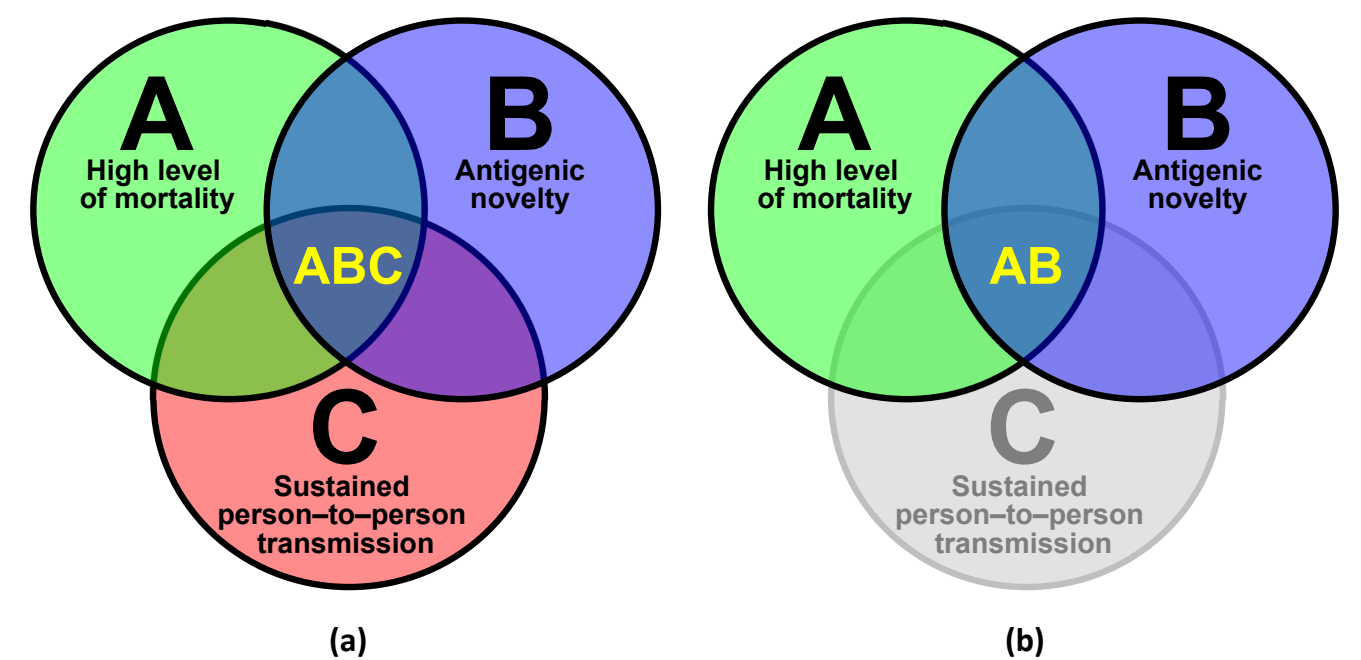 A
High level
of mortality
B
Antigenic
novelty
ABC
C
Sustained
person–to–person
transmission
(a)
A
High level
of mortality
B
Antigenic
novelty
AB
C
Sustained
person–to–person
transmission
(b)